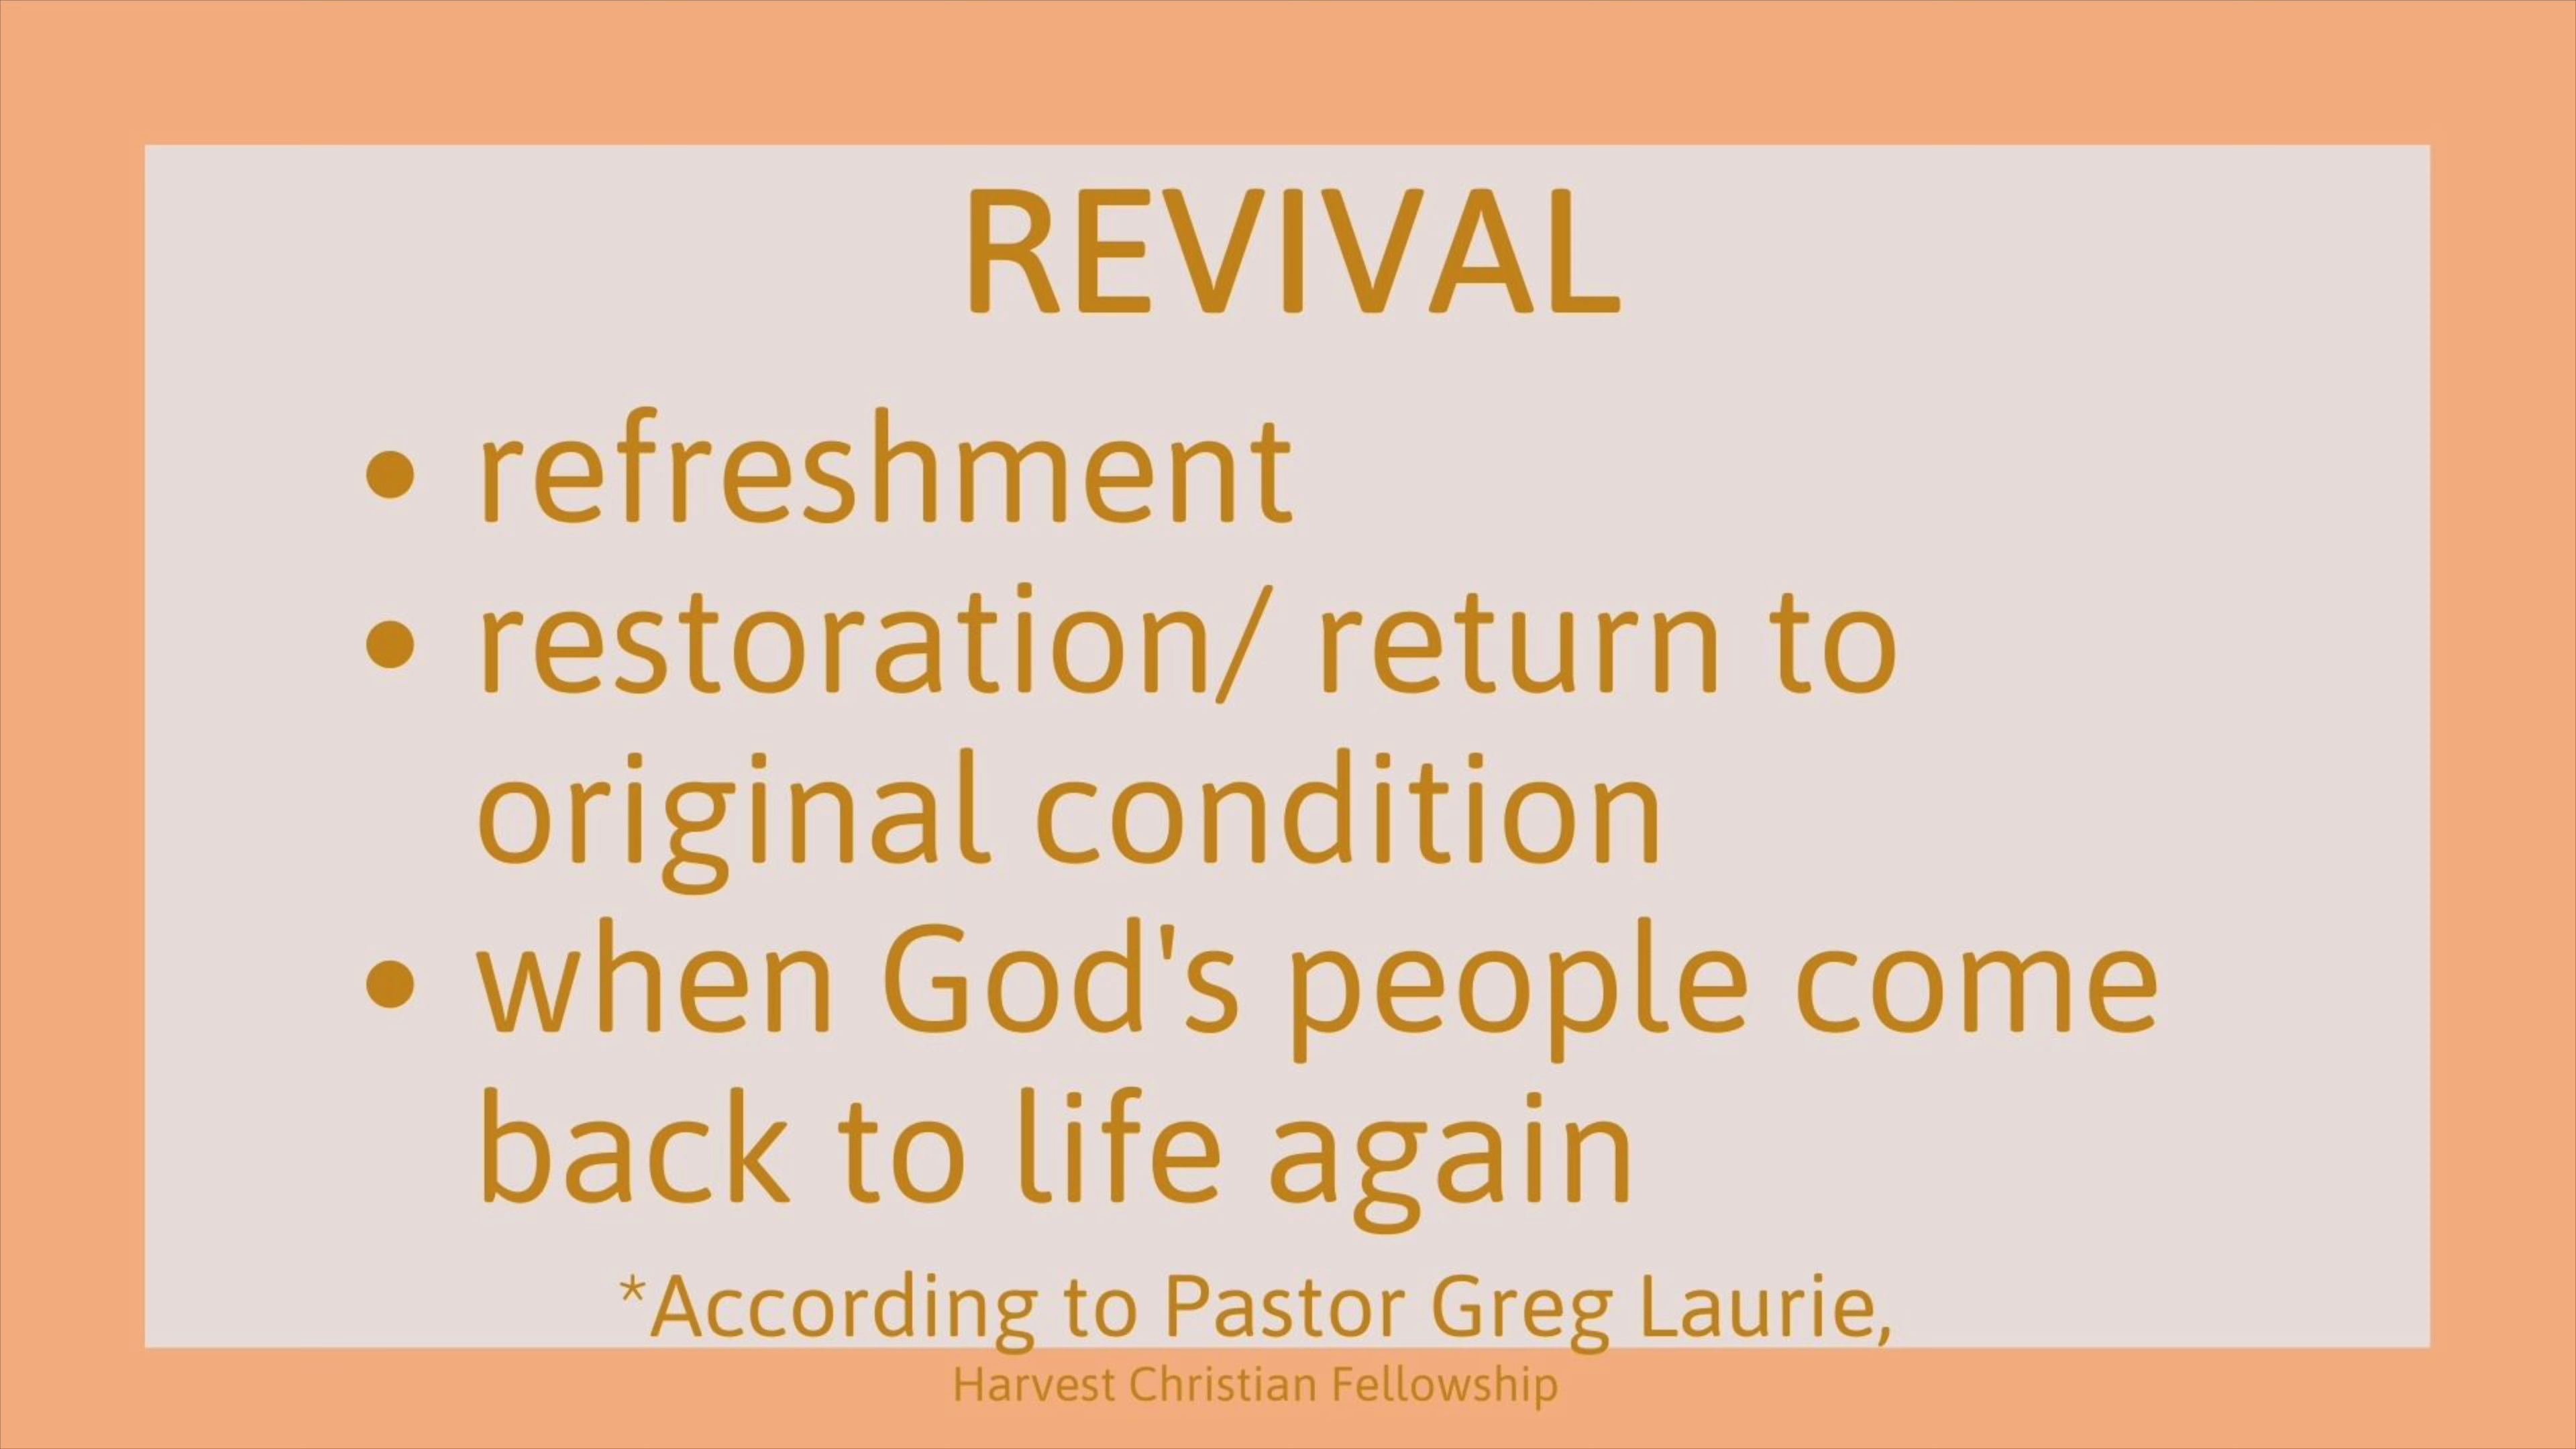 REVIVAL
• refreshment
• restoration/ return to
original condition
• when God's people come
back to life again
*According to Pastor Greg Laurie,
Harvest Christian Fellowship